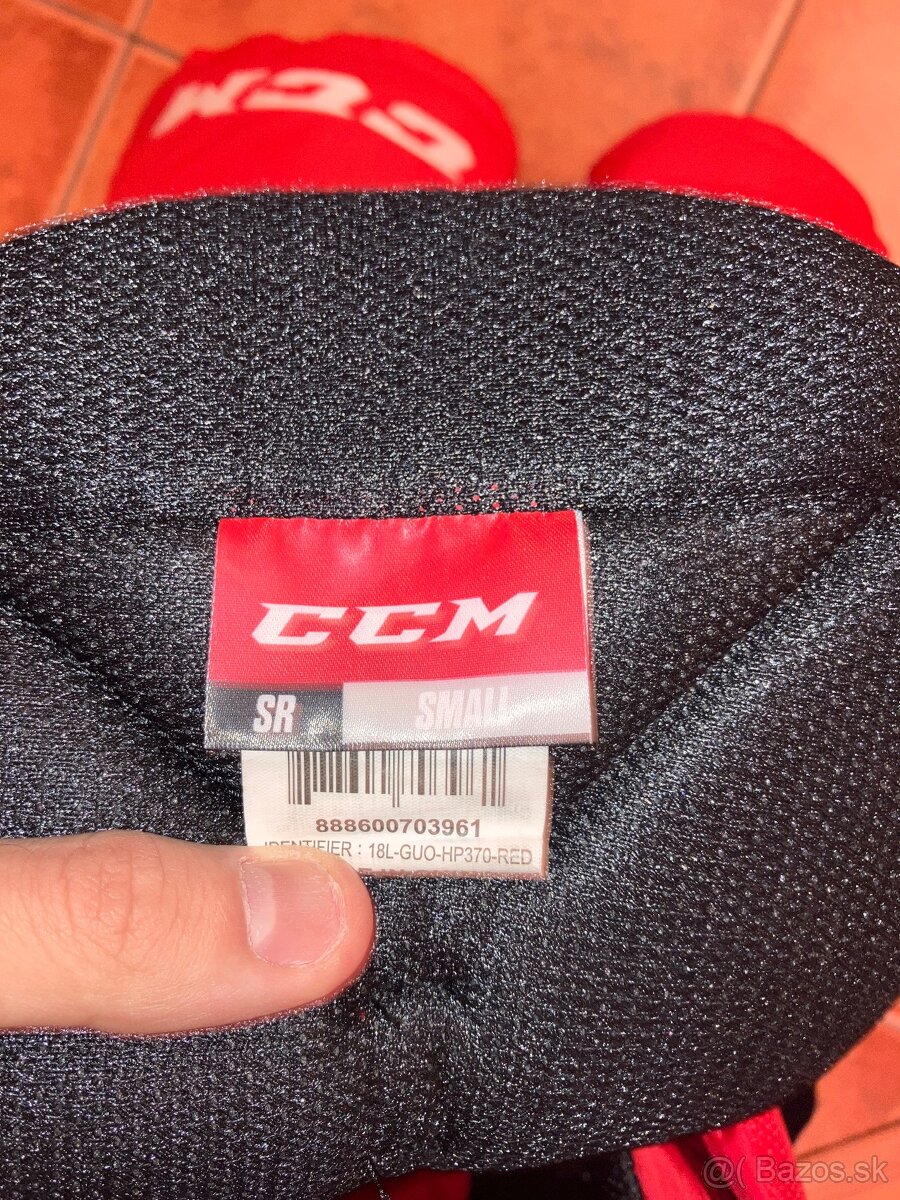 CCM
CCM
SR SMALL
888600703961
IDENTIFIER : 18L-GUO-HP370-RED
@( Bazos.sk